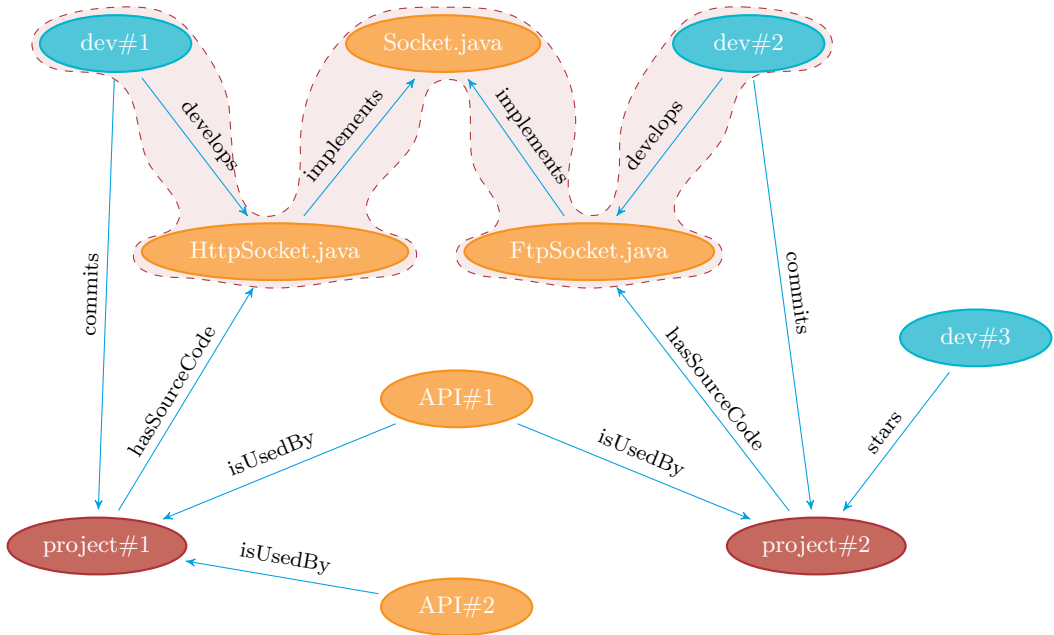 dev#1
Socket.java
dev#2
develops
implements
implements
develops
HttpSocket.java
FtpSocket.java
commits
commits
hasSourceCode
hasSourceCode
dev#3
API#1
stars
isUsedBy
isUsedBy
project#1
project#2
isUsedBy
API#2